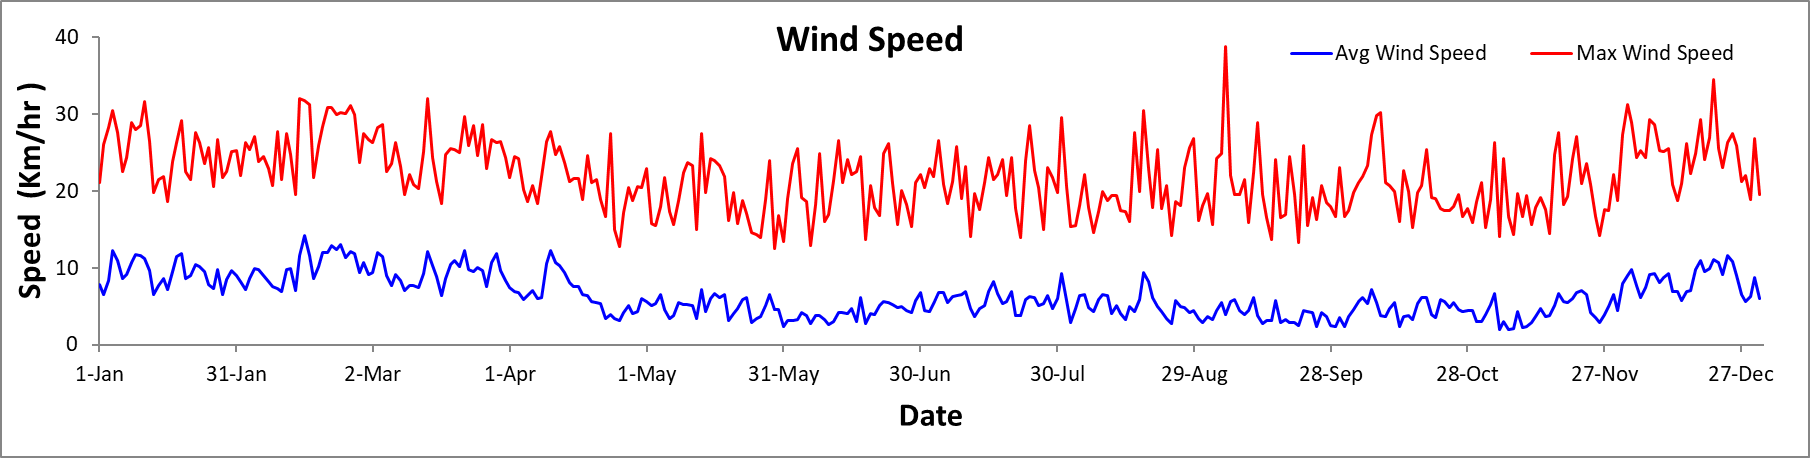 Wind Speed
Avg Wind Speed
Max Wind Speed
Speed (Km/hr )
40
30
20
10
0
1-Jan 31-Jan 2-Mar 1-Apr 1-May 31-May 30-Jun 30-Jul 29-Aug 28-Sep 28-Oct 27-Nov 27-Dec
Date